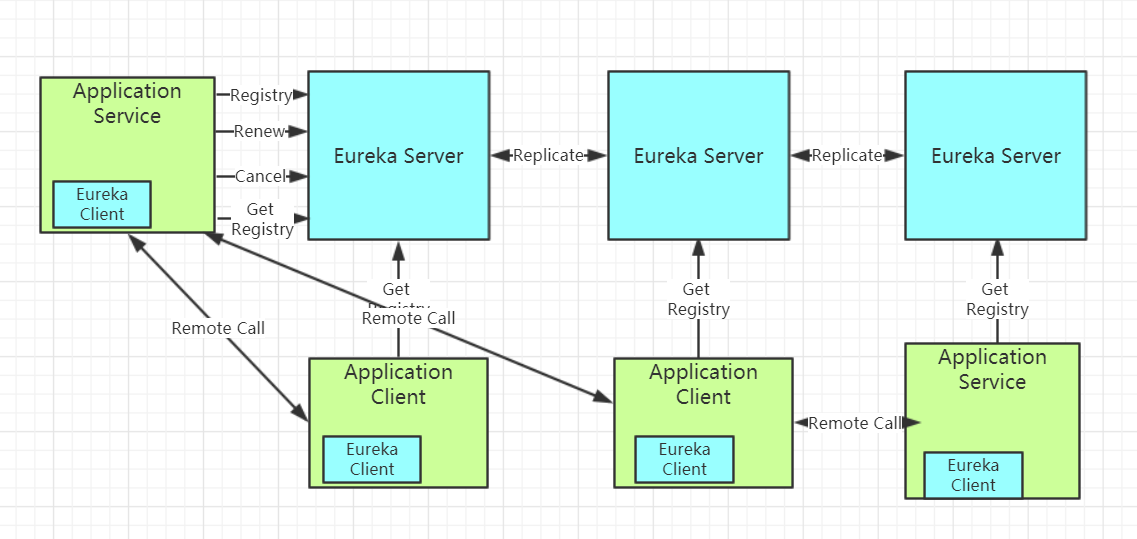 Application
Service
Eureka
Client
Registry
Renew
Cancel
Get
Registry
Eureka Server
Replicate
Eureka Server
Replicate
Eureka Server
Remote Call
Get
Registry
Remote Call
Get
Registry
Get
Registry
Application
Client
Eureka
Client
Application
Client
Eureka
Client
Remote Call
Application
Service
Eureka
Client